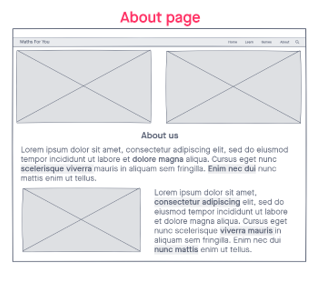 About page
Maths For You
Home Learn About
About us
Lorem ipsum dolor sit amet, consectetur adipiscing elit, sed do eiusmod
tempor incididunt ut labore et dolore magna aliqua. Cursus eget nunc
scelerisque viverra mauris in aliquam sem fringilla. Enim nec dui nunc
mattis enim ut tellus.
Lorem ipsum dolor sit amet,
consectetur adipiscing elit, sed do
eiusmod tempor incididunt ut labore
et dolore magna aliqua. Cursus eget
nunc scelerisque viverra mauris in
aliquam sem fringilla. Enim nec dui
nunc mattis enim ut tellus.